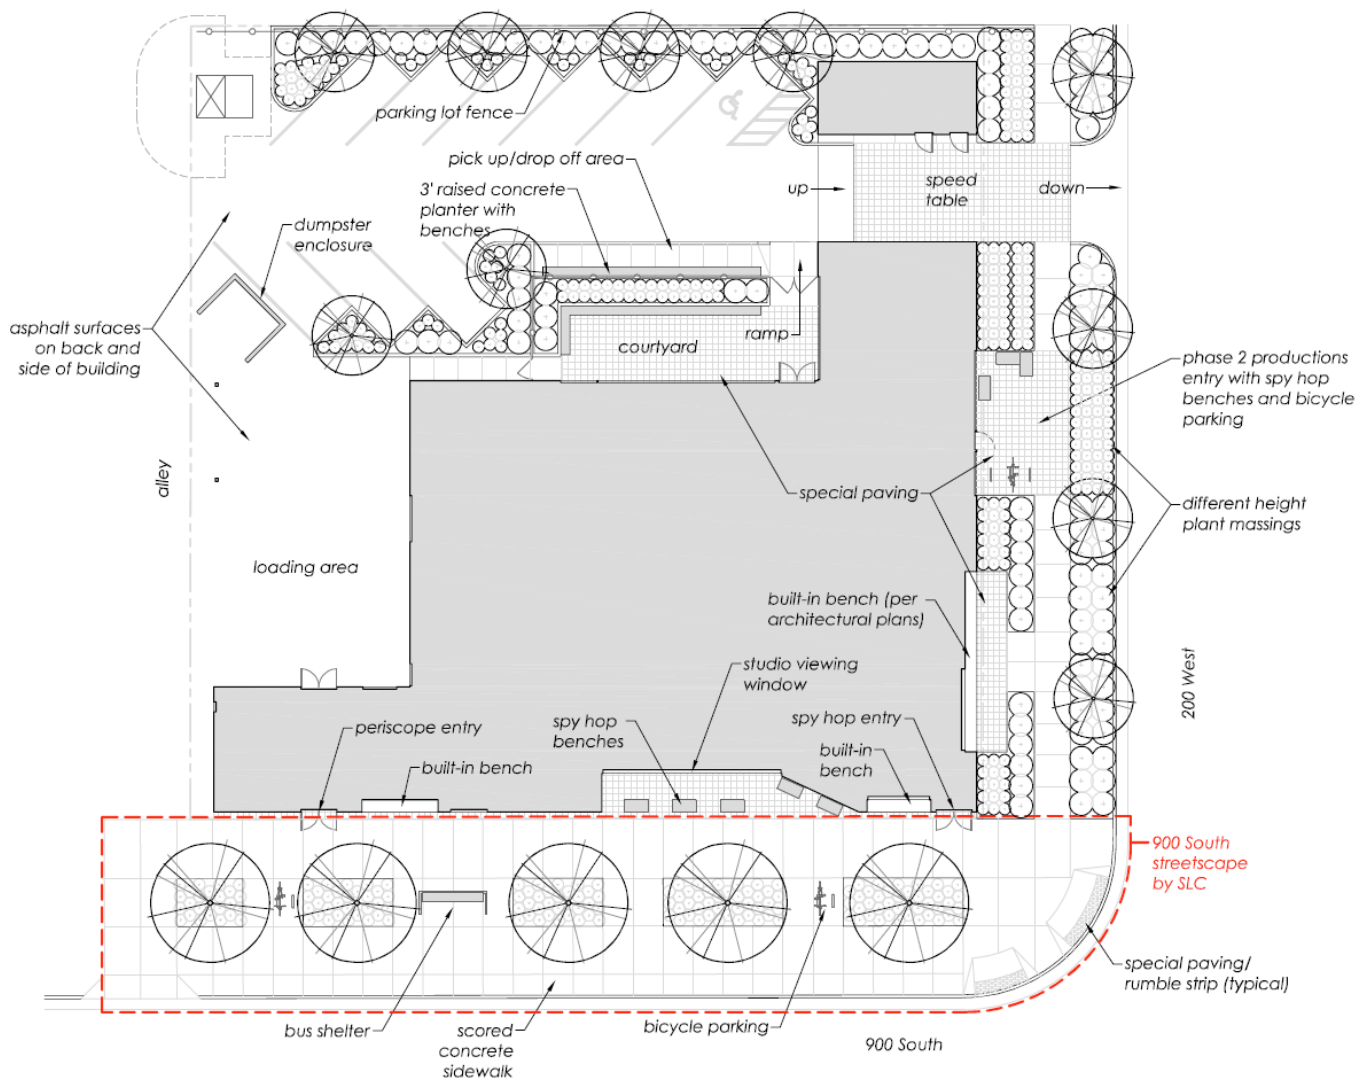 parking lot fence
pick up/drop off area
3' raised concrete
planter with
benches
up
speed
table
down
dumpster
enclosure
asphalt surfaces
on back and
side of building
courtyard
ramp
phase 2 productions
entry with spy hop
benches and bicycle
parking
alley
special paving
different height
plant massings
loading area
built-in bench (per
architectural plans)
studio viewing
window
200 West
periscope entry
spy hop
benches
spy hop entry
built-in bench
built-in
bench
900 South
streetscape
by SLC
special paving/
rumble strip (typical)
bus shelter
scored
concrete
sidewalk
bicycle parking
900 South